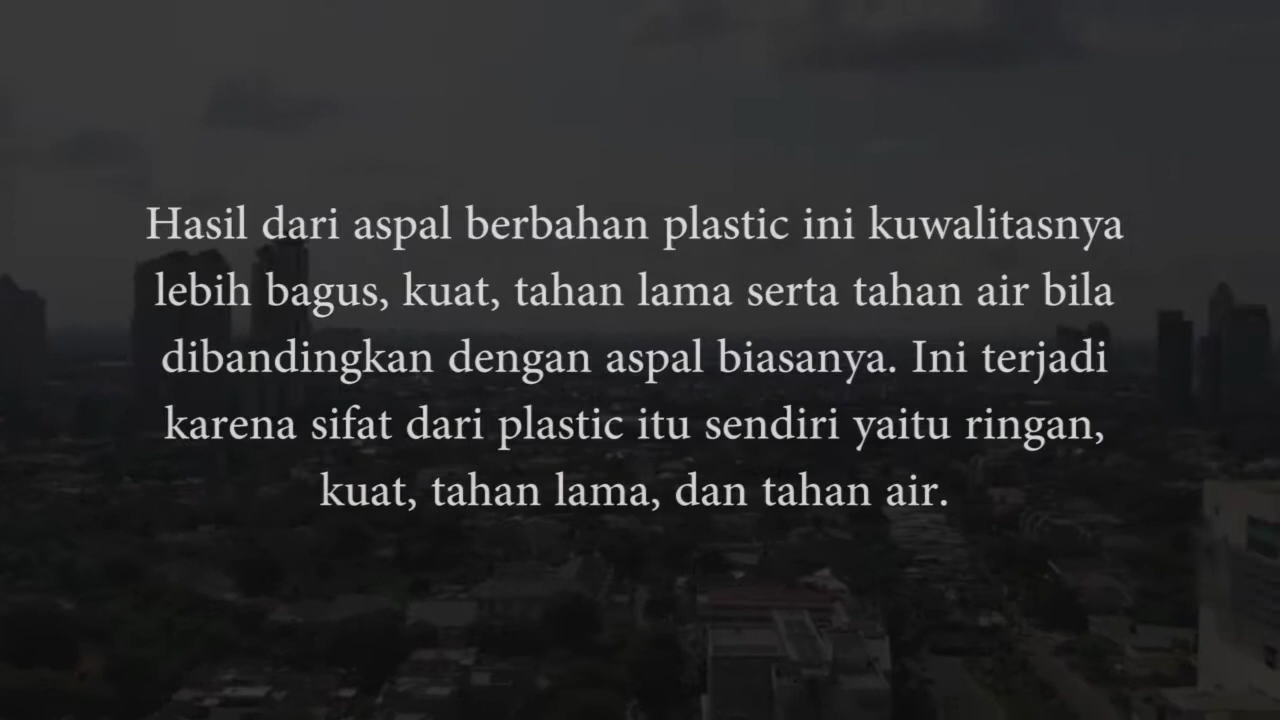 Hasil dari aspal berbahan plastic ini kuwalitasnya
lebih bagus, kuat, tahan lama serta tahan air bila
dibandingkan dengan aspal biasanya. Ini terjadi
karena sifat dari plastic itu sendiri yaitu ringan,
kuat, tahan lama, dan tahan air.